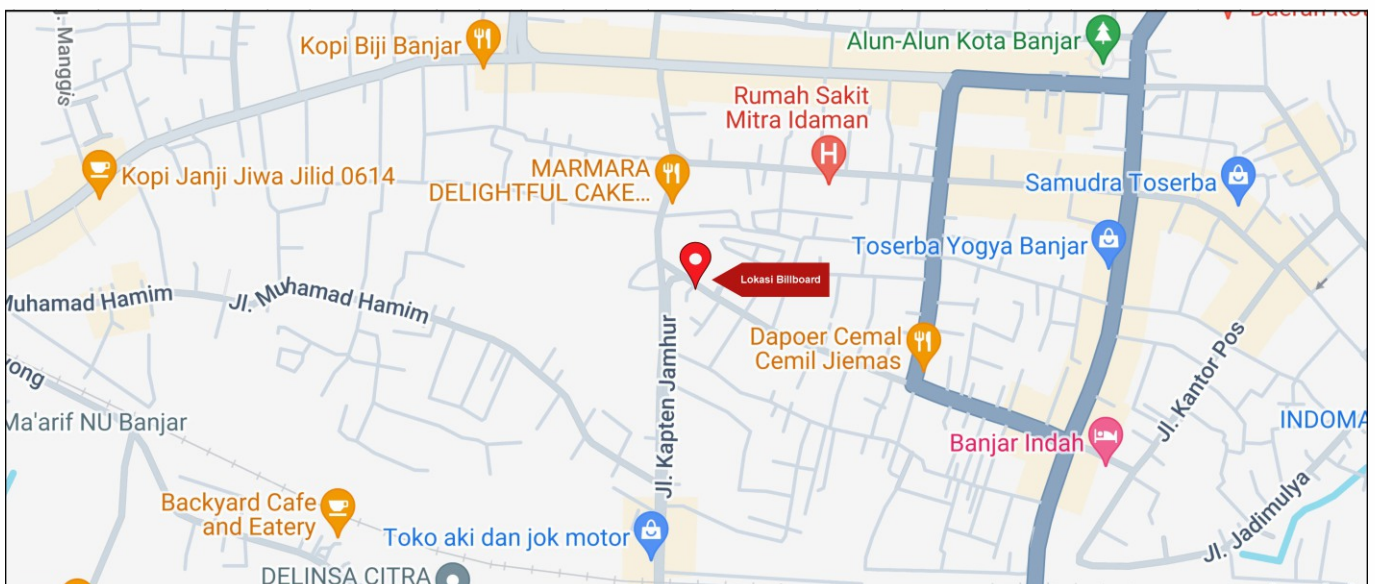 Daerah Kot
Alun-Alun Kota Banjar
Kopi Biji Banjar
Manggis
Rumah Sakit
Mitra Idaman
MARMARA
DELIGHTFUL CAKE...
Kopi Janji Jiwa Jilid 0614
Samudra Toserba
Toserba Yogya Banjar
Lokasi Billboard
Muhamad Hamim
Jl. Muhamad Hamim
Dapoer Cemal
Cemil Jiemas
Jl. Kapten Jamhur
Jl. Kantor Pos
Ma'arif NU Banjar
INDOMA
Banjar Indah
Backyard Cafe
and Eatery
Toko aki dan jok motor
Jl. Jadimulya
DELINSA CITRA